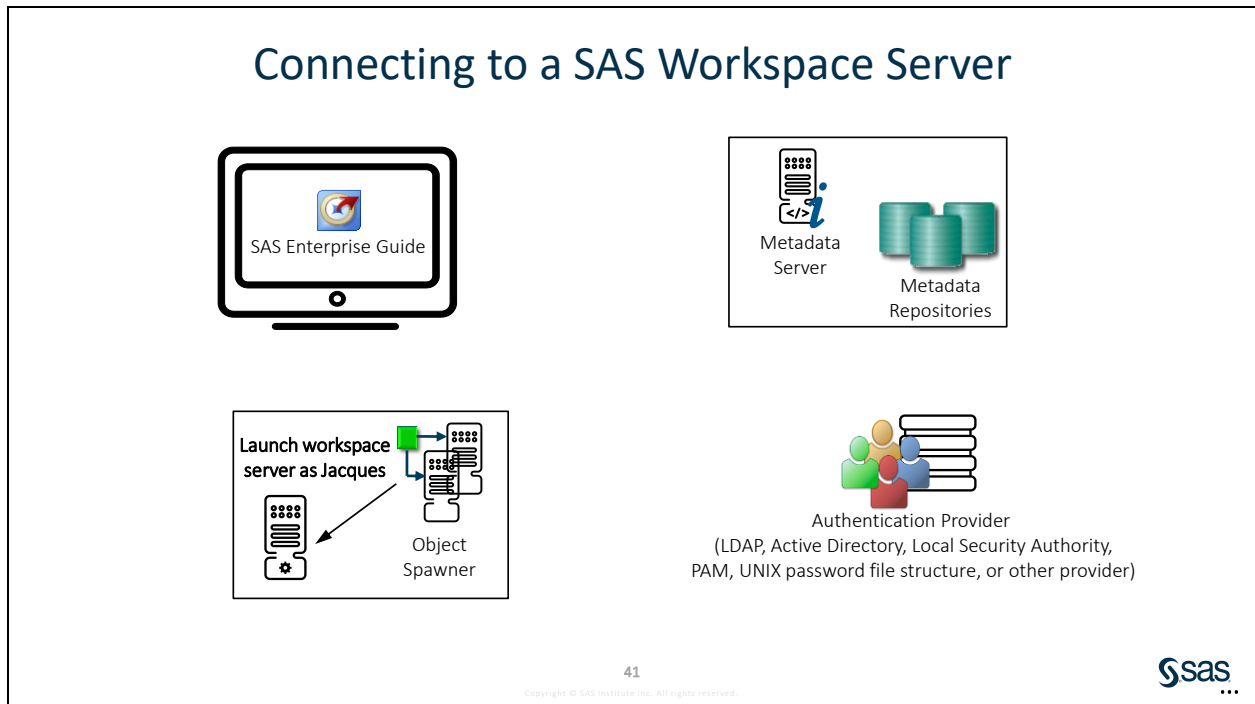 Connecting to a SAS Workspace Server
SAS Enterprise Guide
</>
i
Metadata
Server
Metadata
Repositories
Launch workspace
server as Jacques
Object
Spawner
Authentication Provider
(LDAP, Active Directory, Local Security Authority,
PAM, UNIX password file structure, or other provider)
41
Copyright © SAS Institute Inc. All rights reserved.
sas
...